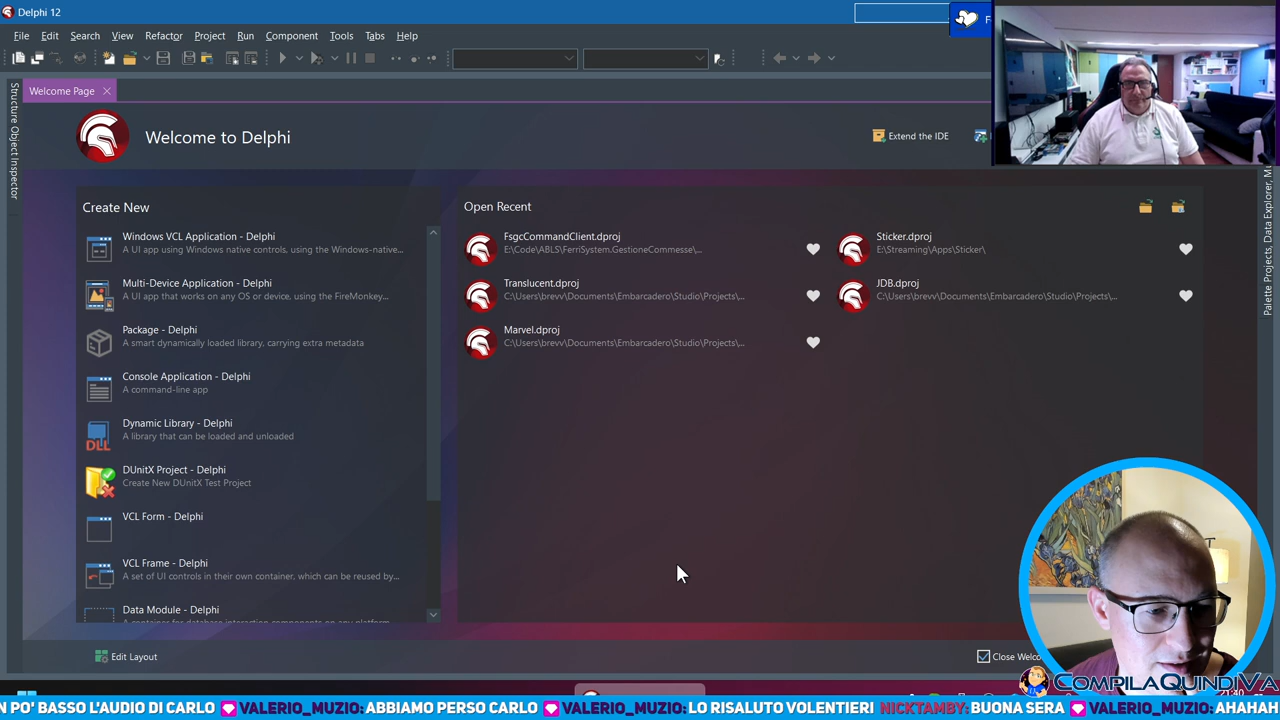 Delphi 12
File Edit Search View Refactor Project Run Component Tools Tabs Help
Welcome Page
Structure Object Inspector
Welcome to Delphi
Extend the IDE
Create New
Windows VCL Application - Delphi
A UI app using Windows native controls, using the Windows-native...
Multi-Device Application - Delphi
A UI app that works on any OS or device, using the FireMonkey...
Package - Delphi
A smart dynamically loaded library, carrying extra metadata
Console Application - Delphi
A command-line app
Dynamic Library - Delphi
A library that can be loaded and unloaded
DLL
DUnitX Project - Delphi
Create New DUnitX Test Project
VCL Form - Delphi
VCL Frame - Delphi
A set of UI controls in their own container, which can be reused by...
Data Module - Delphi
Open Recent
FsgcCommandClient.dproj
E:\Code\ABLS\FerriSystem.GestioneCommesse\...
Sticker.dproj
E:\Streaming\Apps\Sticker\
Translucent.dproj
C:\Users\brevv\Documents\Embarcadero\Studio\Projects\...
JDB.dproj
C:\Users\brevv\Documents\Embarcadero\Studio\Projects\...
Marvel.dproj
C:\Users\brevv\Documents\Embarcadero\Studio\Projects\...
Palette Projects, Data Explorer,
Edit Layout
Close
COMPILAQUINDIVA
21:40
PO' BASSO L'AUDIO DI CARLO VALERIO_MUZIO: ABBIAMO PERSO CARLO VALERIO_MUZIO: LO RISALUTO VOLENTIERI NICKTAMBY: BUONA SERA VALERIO_MUZIO: AHAHAH